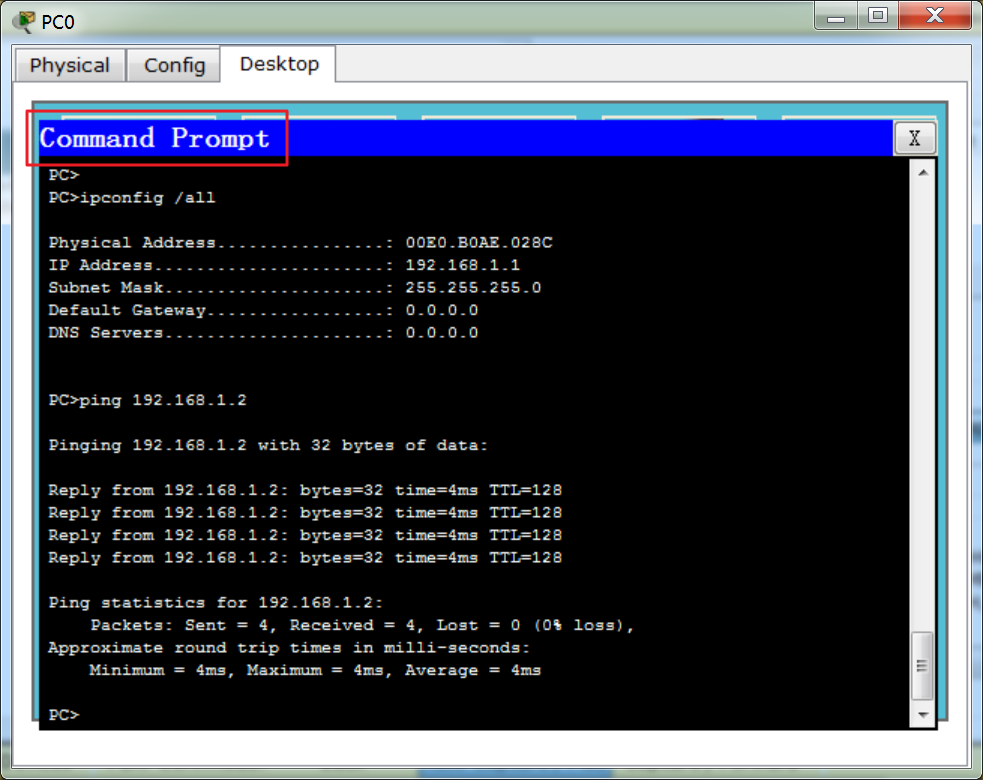 PC0
Physical Config Desktop
Command Prompt X
PC>
PC>ipconfig /all
Physical Address................: 00E0.B0AE.028C
IP Address......................: 192.168.1.1
Subnet Mask.....................: 255.255.255.0
Default Gateway.................: 0.0.0.0
DNS Servers.....................: 0.0.0.0
PC>ping 192.168.1.2
Pinging 192.168.1.2 with 32 bytes of data:
Reply from 192.168.1.2: bytes=32 time=4ms TTL=128
Reply from 192.168.1.2: bytes=32 time=4ms TTL=128
Reply from 192.168.1.2: bytes=32 time=4ms TTL=128
Reply from 192.168.1.2: bytes=32 time=4ms TTL=128
Ping statistics for 192.168.1.2:
Packets: Sent = 4, Received = 4, Lost = 0 (0% loss),
Approximate round trip times in milli-seconds:
Minimum = 4ms, Maximum = 4ms, Average = 4ms
PC>